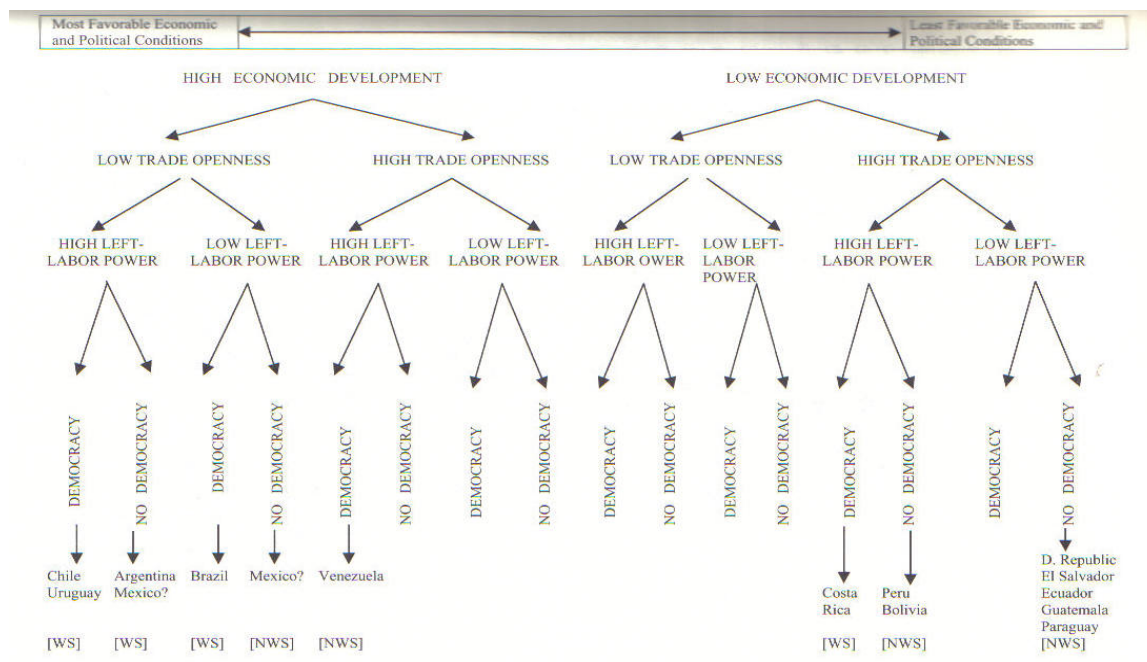 Most Favorable Economic
and Political Conditions
Least Favorable Economic and
Political Conditions
HIGH ECONOMIC DEVELOPMENT
LOW ECONOMIC DEVELOPMENT
LOW TRADE OPENNESS
HIGH TRADE OPENNESS
LOW TRADE OPENNESS
HIGH TRADE OPENNESS
HIGH LEFT-
LABOR POWER
LOW LEFT-
LABOR POWER
HIGH LEFT-
LABOR POWER
LOW LEFT-
LABOR POWER
HIGH LEFT-
LABOR OWER
LOW LEFT-
LABOR
POWER
HIGH LEFT-
LABOR POWER
LOW LEFT-
LABOR POWER
DEMOCRACY
NO DEMOCRACY
DEMOCRACY
NO DEMOCRACY
DEMOCRACY
NO DEMOCRACY
DEMOCRACY
NO DEMOCRACY
DEMOCRACY
NO DEMOCRACY
DEMOCRACY
NO DEMOCRACY
DEMOCRACY
NO DEMOCRACY
DEMOCRACY
NO DEMOCRACY
Chile
Uruguay
[WS]
Argentina
Mexico?
[WS]
Brazil
[WS]
Mexico?
[NWS]
Venezuela
[NWS]
Costa
Rica
[WS]
Peru
Bolivia
[NWS]
D. Republic
El Salvador
Ecuador
Guatemala
Paraguay
[NWS]